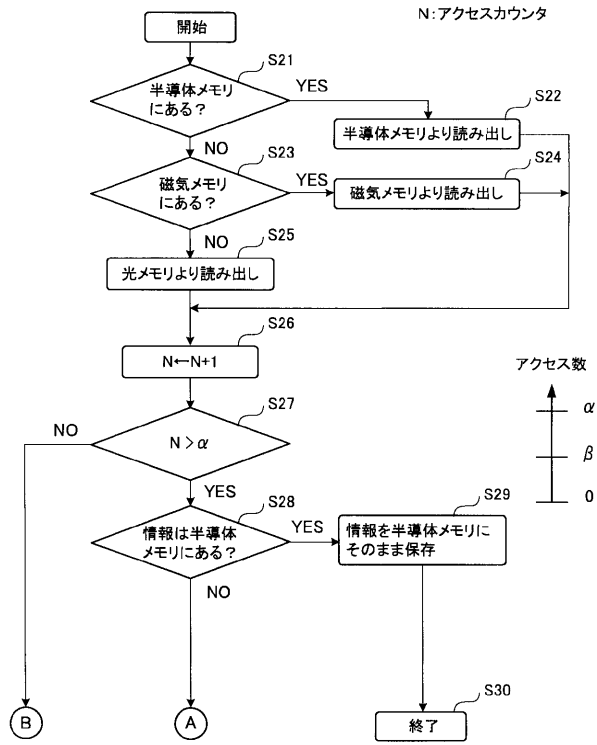 N：アクセスカウンタ
開始
S21
半導体メモリ
にある？
YES
S22
半導体メモリより読み出し
NO
S23
磁気メモリ
にある？
YES
S24
磁気メモリより読み出し
NO
S25
光メモリより読み出し
S26
N←N+1
アクセス数
α
β
0
S27
N＞α
NO
YES
S28
情報は半導体
メモリにある？
YES
S29
情報を半導体メモリに
そのまま保存
NO
S30
終了
B
A